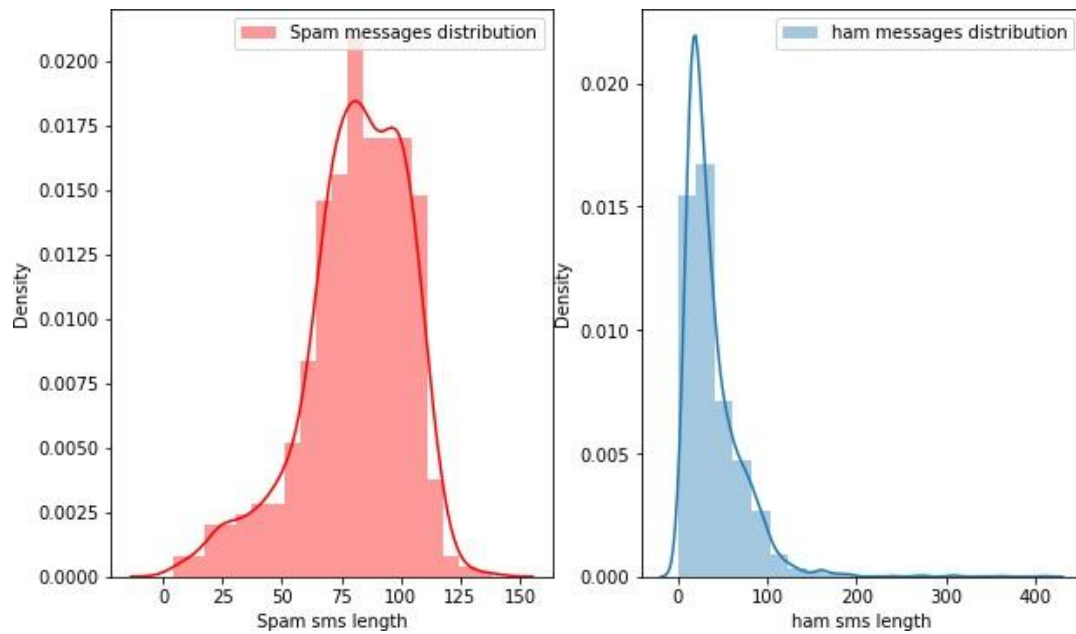 Spam messages distribution
0.0200
0.0175
0.0150
0.0125
0.0100
0.0075
0.0050
0.0025
0.0000
Density
0 25 50 75 100 125 150
Spam sms length
ham messages distribution
0.020
0.015
0.010
0.005
0.000
Density
0 100 200 300 400
ham sms length